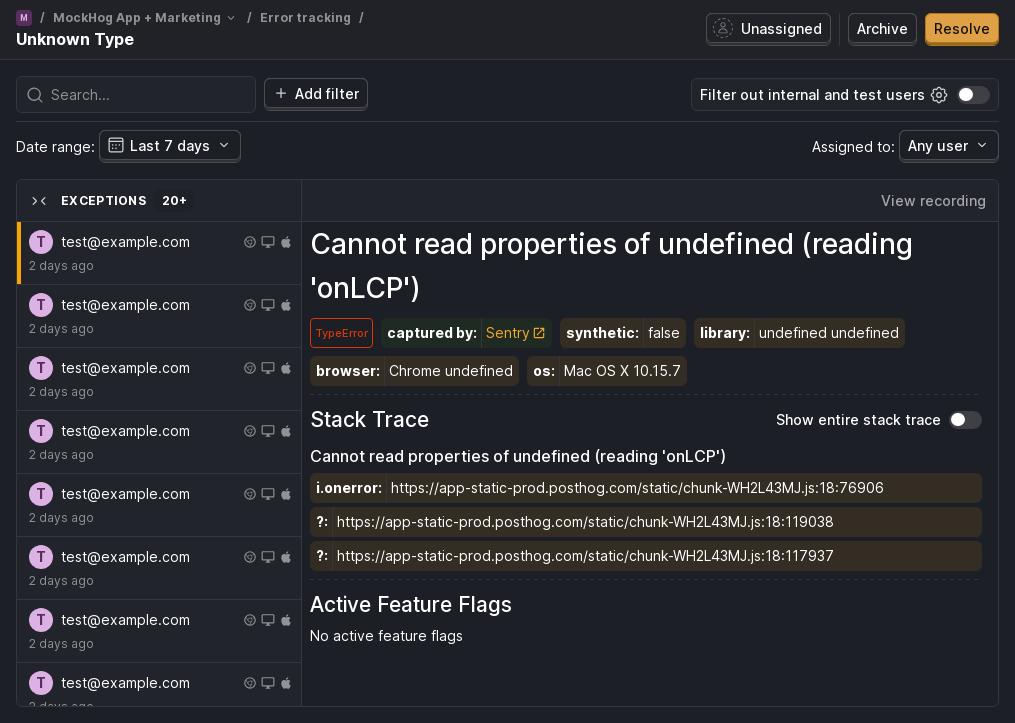 M / MockHog App + Marketing / Error tracking /
Unknown Type
Unassigned Archive Resolve
Search...
Add filter
Filter out internal and test users
Date range: Last 7 days
Assigned to: Any user
EXCEPTIONS 20+
View recording
T test@example.com
2 days ago
T test@example.com
2 days ago
T test@example.com
2 days ago
T test@example.com
2 days ago
T test@example.com
2 days ago
T test@example.com
2 days ago
T test@example.com
2 days ago
T test@example.com
2 days ago
Cannot read properties of undefined (reading
'onLCP')
TypeError captured by: Sentry synthetic: false library: undefined undefined
browser: Chrome undefined os: Mac OS X 10.15.7
Stack Trace
Show entire stack trace
Cannot read properties of undefined (reading 'onLCP')
i.onerror: https://app-static-prod.posthog.com/static/chunk-WH2L43MJ.js:18:76906
?: https://app-static-prod.posthog.com/static/chunk-WH2L43MJ.js:18:119038
?: https://app-static-prod.posthog.com/static/chunk-WH2L43MJ.js:18:117937
Active Feature Flags
No active feature flags